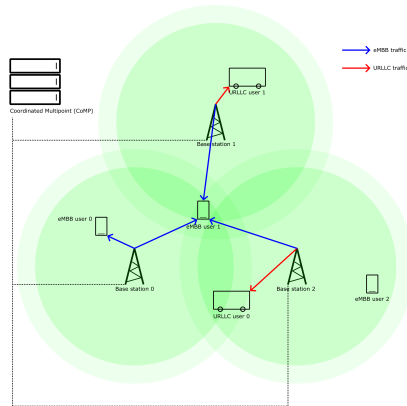 eMBB traffic
URLLC traffic
URLLC user 1
Coordinated Multipoint (CoMP)
Base station 1
eMBB user 0
eMBB user 1
Base station 0
Base station 2
eMBB user 2
URLLC user 0